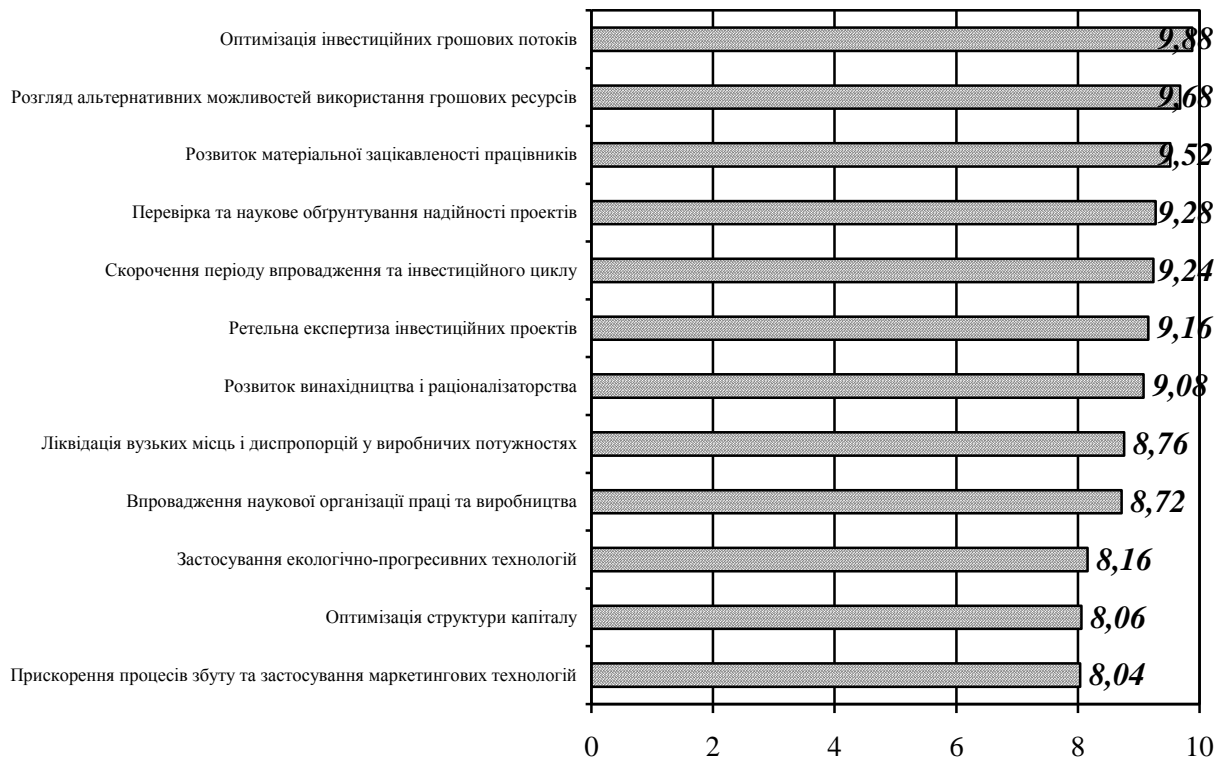 Оптимізація інвестиційних грошових потоків
9,88
Розгляд альтернативних можливостей використання грошових ресурсів
9,68
Розвиток матеріальної зацікавленості працівників
9,52
Перевірка та наукове обґрунтування надійності проектів
9,28
Скорочення періоду впровадження та інвестиційного циклу
9,24
Ретельна експертиза інвестиційних проектів
9,16
Розвиток винахідництва і раціоналізаторства
9,08
Ліквідація вузьких місць і диспропорцій у виробничих потужностях
8,76
Впровадження наукової організації праці та виробництва
8,72
Застосування екологічно-прогресивних технологій
8,16
Оптимізація структури капіталу
8,06
Прискорення процесів збуту та застосування маркетингових технологій
8,04
0 2 4 6 8 10